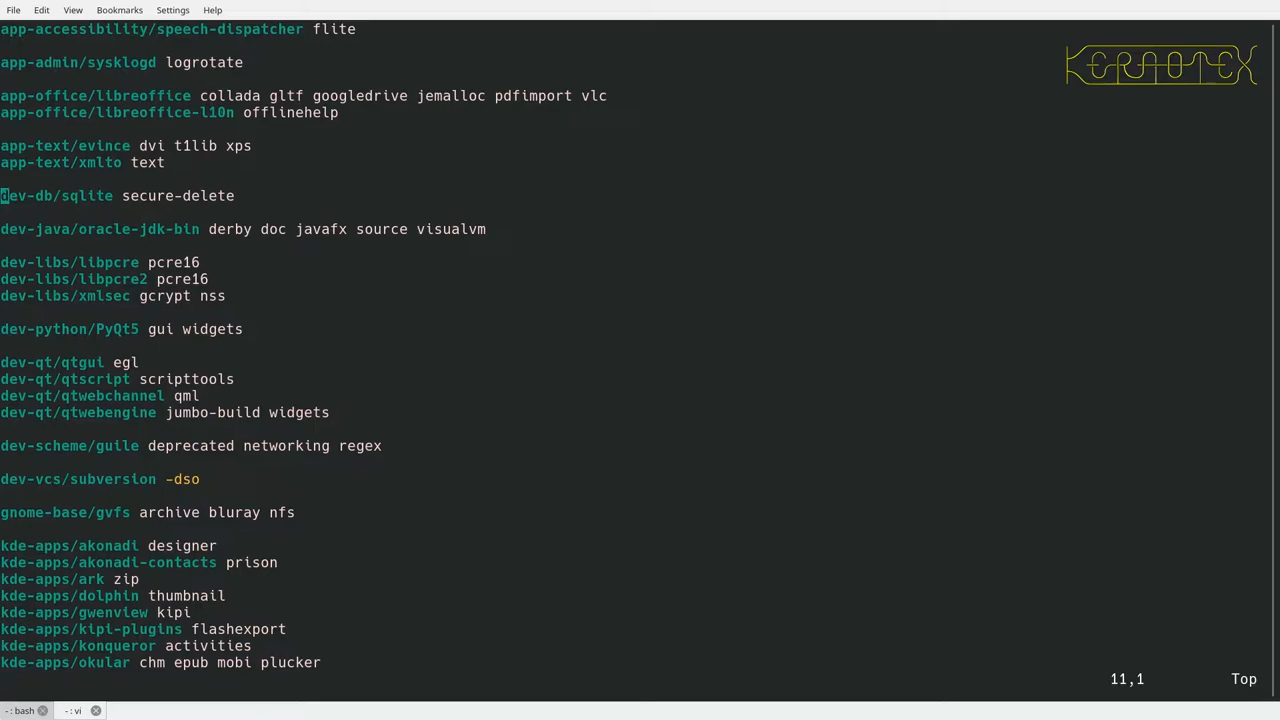 File Edit View Bookmarks Settings Help
app-accessibility/speech-dispatcher flite
app-admin/sysklogd logrotate
KERNOTEX
app-office/libreoffice collada gltf googledrive jemalloc pdfimport vlc
app-office/libreoffice-l10n offlinehelp
app-text/evince dvi t1lib xps
app-text/xmlto text
dev-db/sqlite secure-delete
dev-java/oracle-jdk-bin derby doc javafx source visualvm
dev-libs/libpcre pcre16
dev-libs/libpcre2 pcre16
dev-libs/xmlsec gcrypt nss
dev-python/PyQt5 gui widgets
dev-qt/qtgui egl
dev-qt/qtscript scripttools
dev-qt/qtwebchannel qml
dev-qt/qtwebengine jumbo-build widgets
dev-scheme/guile deprecated networking regex
dev-vcs/subversion -dso
gnome-base/gvfs archive bluray nfs
kde-apps/akonadi designer
kde-apps/akonadi-contacts prison
kde-apps/ark zip
kde-apps/dolphin thumbnail
kde-apps/gwenview kipi
kde-apps/kipi-plugins flashexport
kde-apps/konqueror activities
kde-apps/okular chm epub mobi plucker
11,1 Top
- : bash - : vi